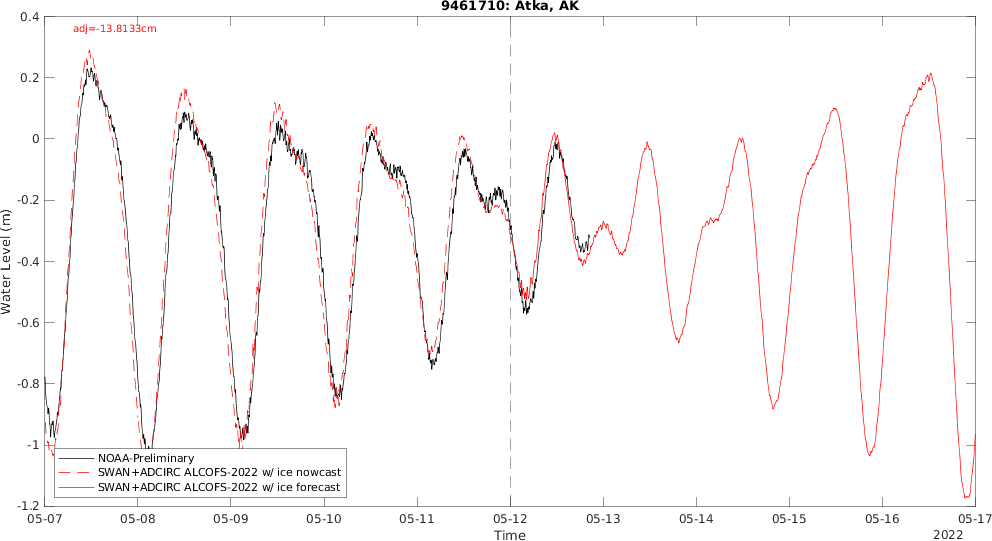 9461710: Atka, AK
adj=-13.8133cm
0.4
0.2
0
-0.2
-0.4
-0.6
-0.8
-1
-1.2
Water Level (m)
NOAA-Preliminary
SWAN+ADCIRC ALCOFS-2022 w/ ice nowcast
SWAN+ADCIRC ALCOFS-2022 w/ ice forecast
05-07 05-08 05-09 05-10 05-11 05-12 05-13 05-14 05-15 05-16 05-17
Time
2022